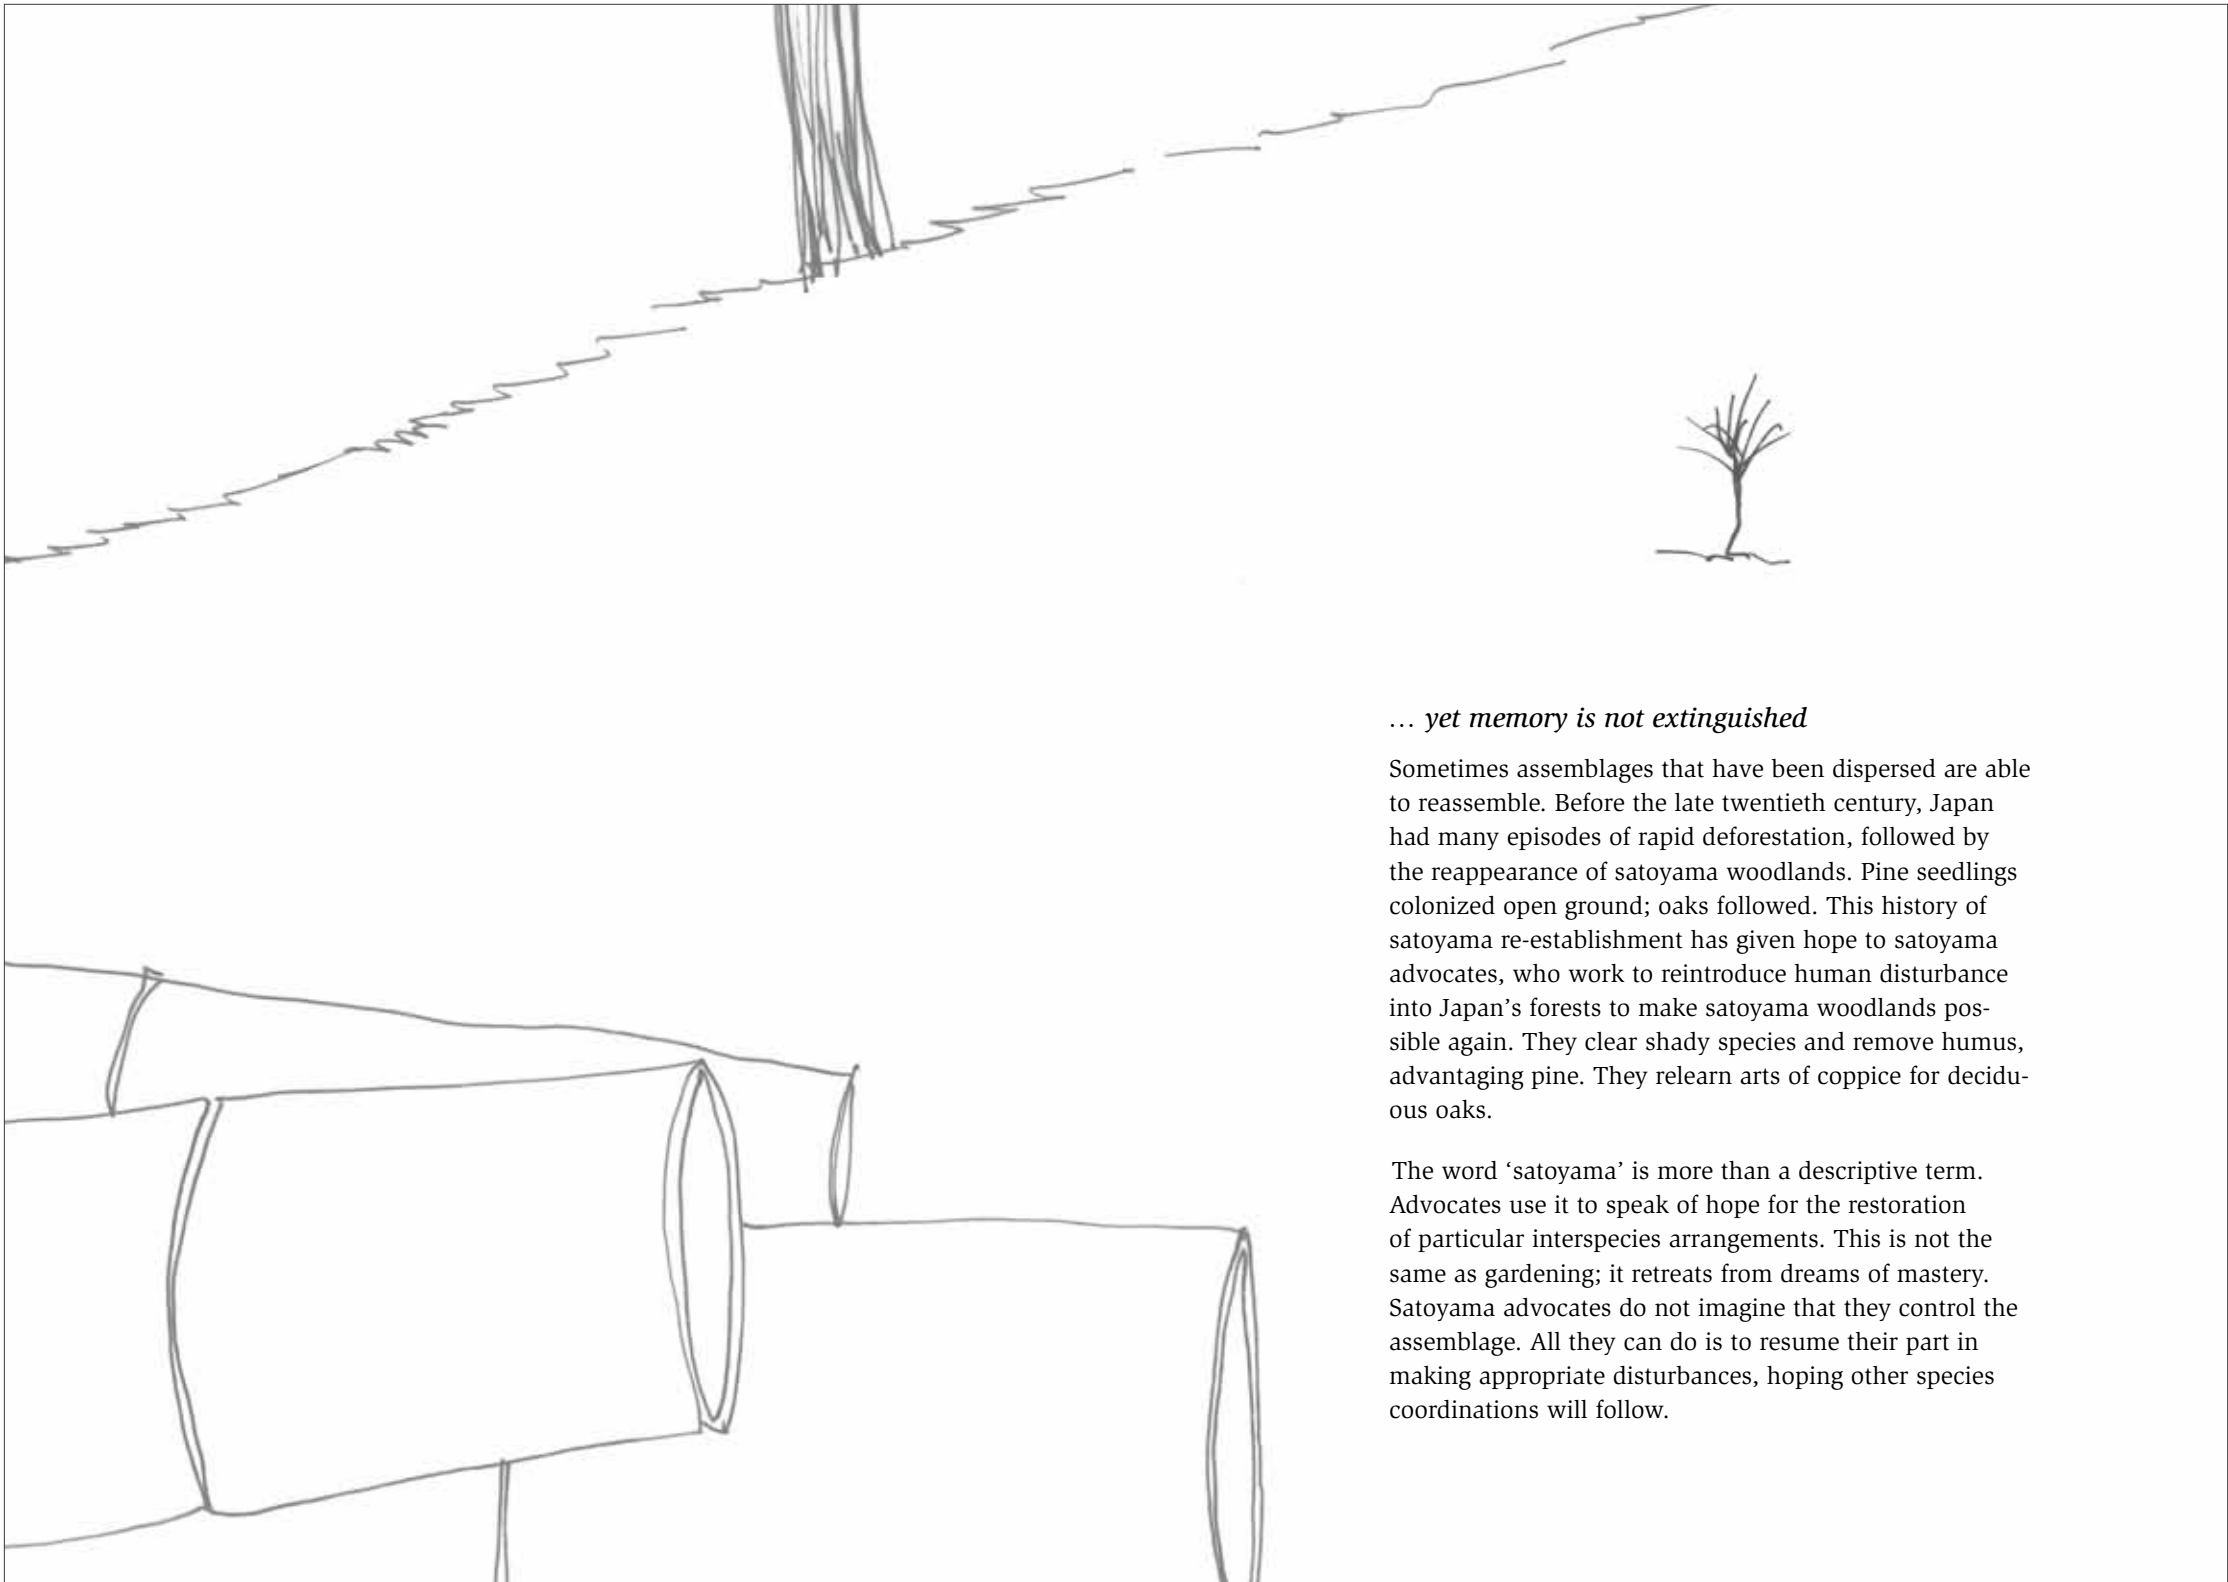 … yet memory is not extinguished
Sometimes assemblages that have been dispersed are able
to reassemble. Before the late twentieth century, Japan
had many episodes of rapid deforestation, followed by
the reappearance of satoyama woodlands. Pine seedlings
colonized open ground; oaks followed. This history of
satoyama re-establishment has given hope to satoyama
advocates, who work to reintroduce human disturbance
into Japan’s forests to make satoyama woodlands pos-
sible again. They clear shady species and remove humus,
advantaging pine. They relearn arts of coppice for decidu-
ous oaks.
The word ‘satoyama’ is more than a descriptive term.
Advocates use it to speak of hope for the restoration
of particular interspecies arrangements. This is not the
same as gardening; it retreats from dreams of mastery.
Satoyama advocates do not imagine that they control the
assemblage. All they can do is to resume their part in
making appropriate disturbances, hoping other species
coordinations will follow.